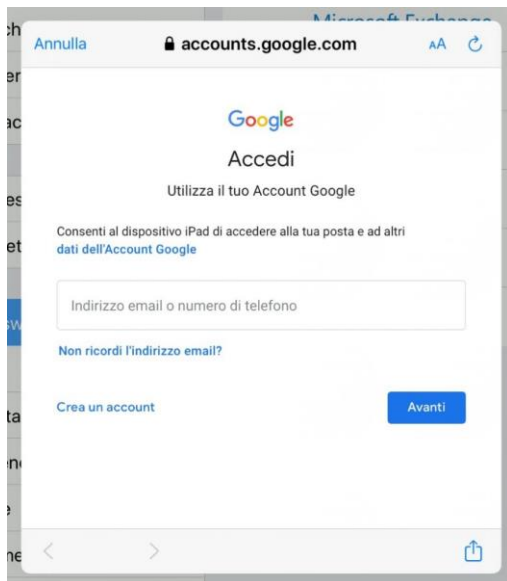 Microsoft Exchange
Annulla
accounts.google.com
AA
Google
Accedi
Utilizza il tuo Account Google
Consenti al dispositivo iPad di accedere alla tua posta e ad altri
dati dell'Account Google
Indirizzo email o numero di telefono
Non ricordi l'indirizzo email?
Crea un account
Avanti